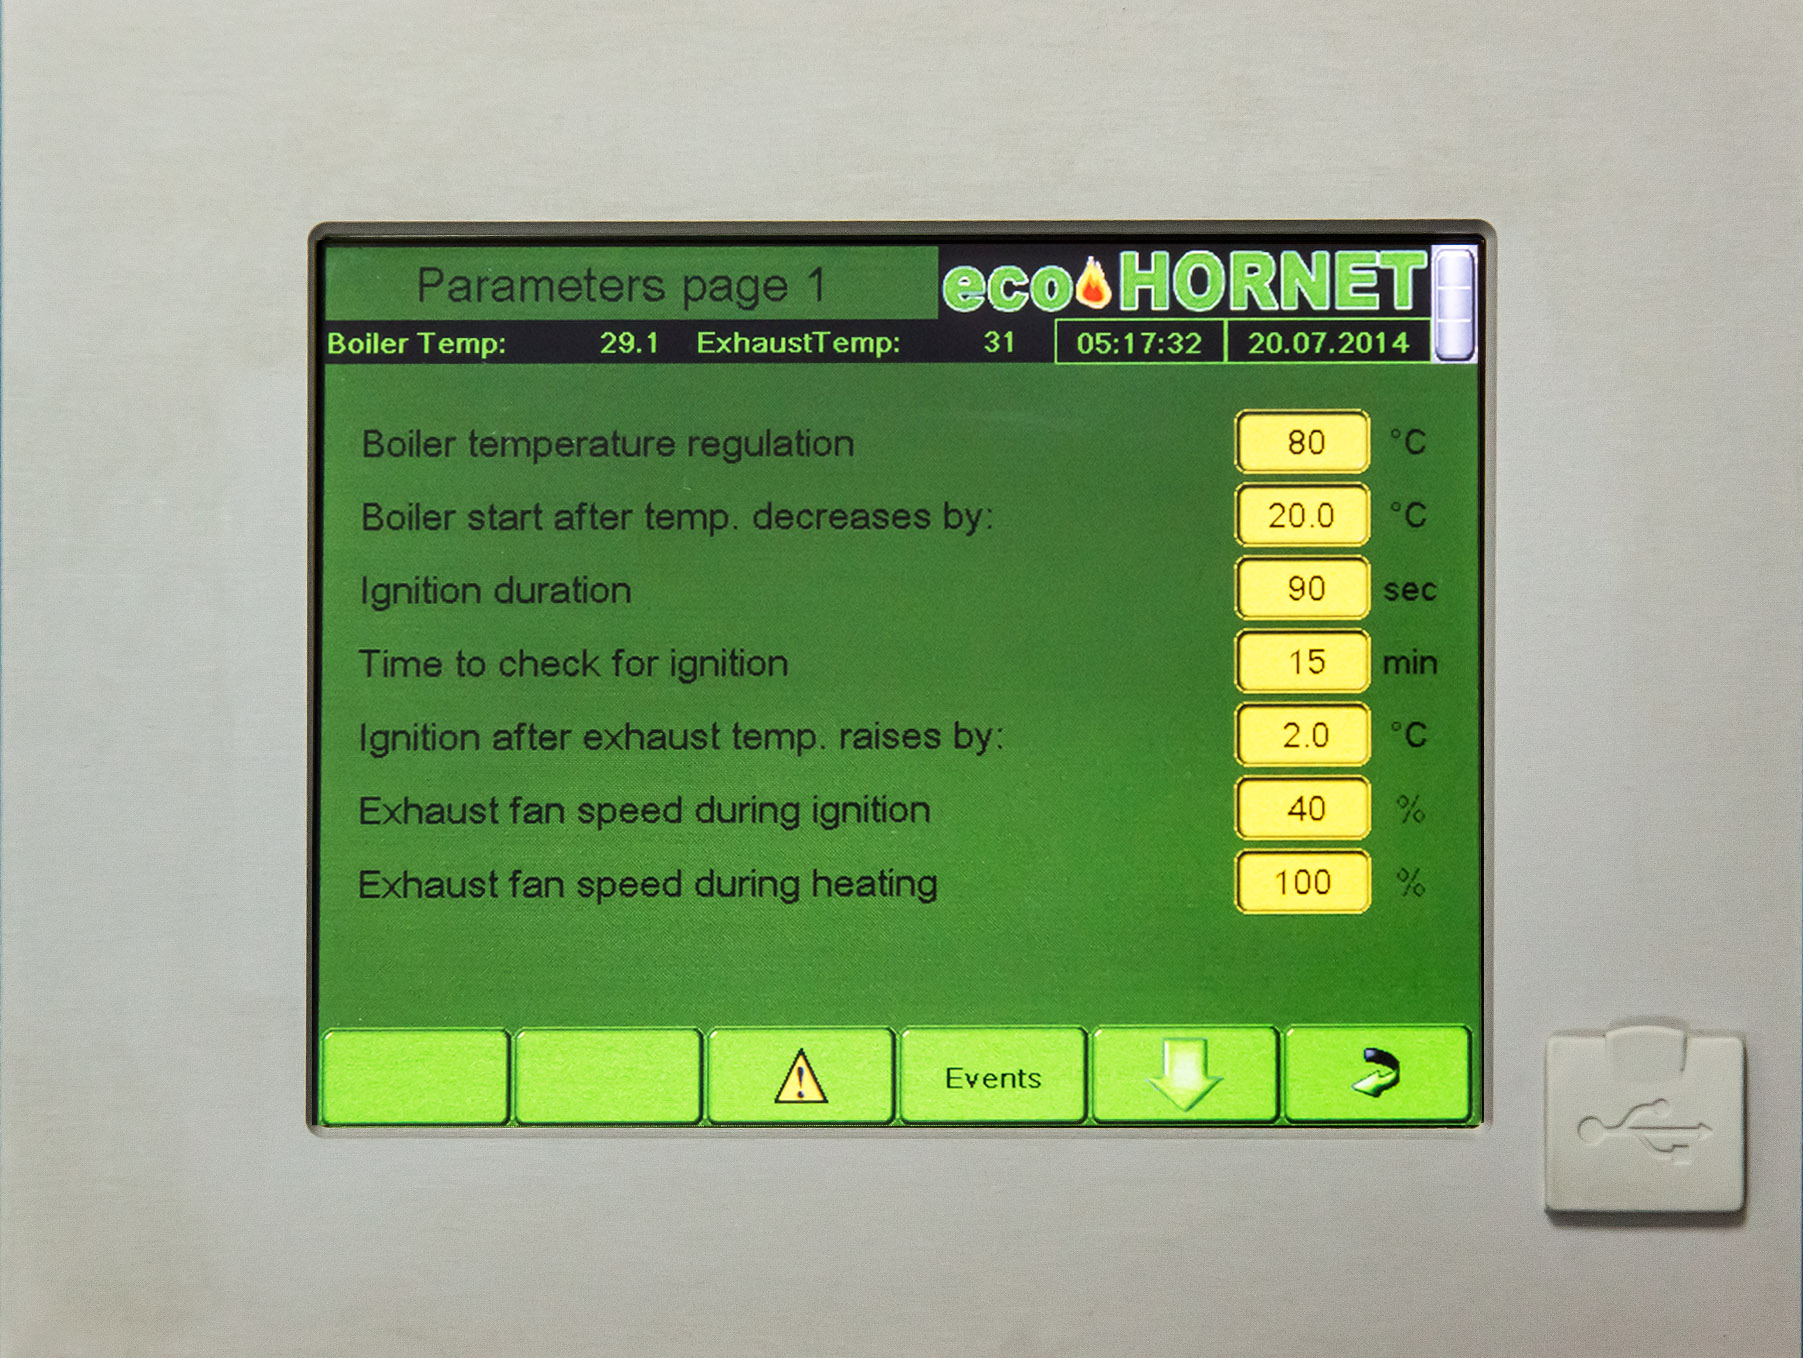 Parameters page 1
ecoHORNET
Boiler Temp: 29.1 ExhaustTemp: 31 05:17:32 20.07.2014
Boiler temperature regulation 80 °C
Boiler start after temp. decreases by: 20.0 °C
Ignition duration 90 sec
Time to check for ignition 15 min
Ignition after exhaust temp. raises by: 2.0 °C
Exhaust fan speed during ignition 40 %
Exhaust fan speed during heating 100 %
Events